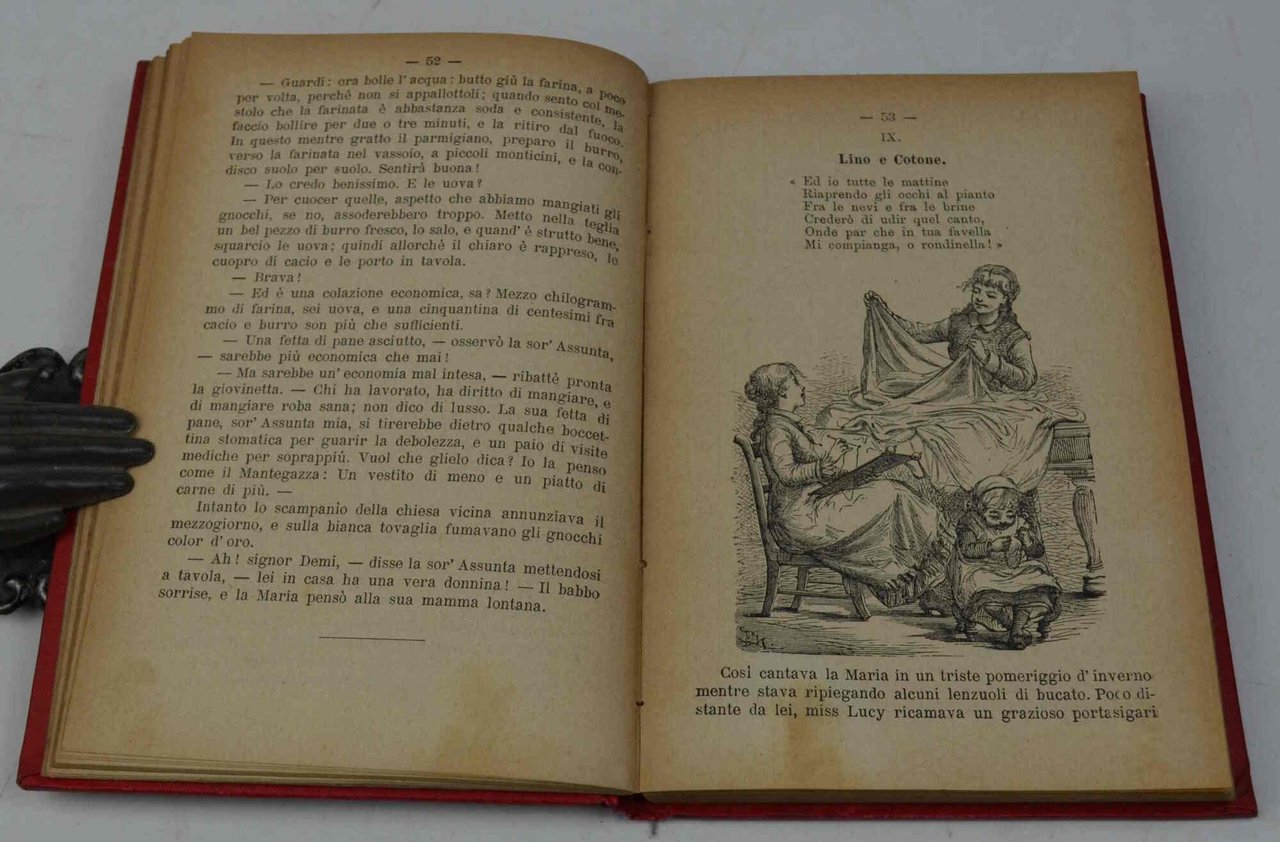 — 52 —
— Guardi: ora bolle l' acqua: butto giù la farina, a poco
per volta, perché non si appallottoli; quando sento col me-
stolo che la farinata è abbastanza soda e consistente, la
faccio bollire per due o tre minuti, e la ritiro dal fuoco.
In questo mentre gratto il parmigiano, preparo il burro,
verso la farinata nel vassoio, a piccoli monticini, e la con-
disco suolo per suolo. Sentirà buona!
— Lo credo benissimo. E le uova?
— Per cuocer quelle, aspetto che abbiamo mangiati gli
gnocchi, se no, assoderebbero troppo. Metto nella teglia
un bel pezzo di burro fresco, lo salo, e quand' è strutto bene,
squarcio le uova; quindi allorchè il chiaro è rappreso, le
cuopro di cacio e le porto in tavola.
— Brava!
— Ed è una colazione economica, sa? Mezzo chilogram-
mo di farina, sei uova, e una cinquantina di centesimi fra
cacio e burro son più che sufficienti.
— Una fetta di pane asciutto, — osservò la sor' Assunta,
— sarebbe più economica che mai!
— Ma sarebbe un' economia mal intesa, — ribattè pronta
la giovinetta. — Chi ha lavorato, ha diritto di mangiare, e
di mangiare roba sana; non dico di lusso. La sua fetta di
pane, sor' Assunta mia, si tirerebbe dietro qualche boccet-
tina stomatica per guarir la debolezza, e un paio di visite
mediche per soprappiù. Vuol che glielo dica? Io la penso
come il Mantegazza: Un vestito di meno e un piatto di
carne di più. —
Intanto lo scampanio della chiesa vicina annunziava il
mezzogiorno, e sulla bianca tovaglia fumavano gli gnocchi
color d' oro.
— Ah! signor Demi, — disse la sor' Assunta mettendosi
a tavola, — lei in casa ha una vera donnina! — Il babbo
sorrise, e la Maria pensò alla sua mamma lontana.
— 53 —
IX.
Lino e Cotone.
« Ed io tutte le mattine
Riaprendo gli occhi al pianto
Fra le nevi e fra le brine
Crederò di udir quel canto,
Onde par che in tua favella
Mi compianga, o rondinella! »
Così cantava la Maria in un triste pomeriggio d' inverno
mentre stava ripiegando alcuni lenzuoli di bucato. Poco di-
stante da lei, miss Lucy ricamava un grazioso portasigari